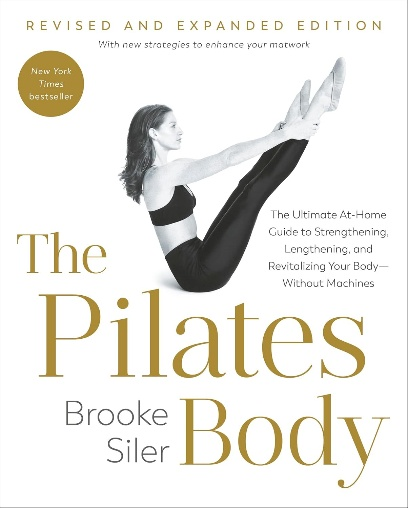 REVISED AND EXPANDED EDITION
With new strategies to enhance your matwork
New York
Times
bestseller
The Ultimate At-Home
Guide to Strengthening,
Lengthening, and
Revitalizing Your Body—
Without Machines
The
Pilates
Brooke
Siler
Body